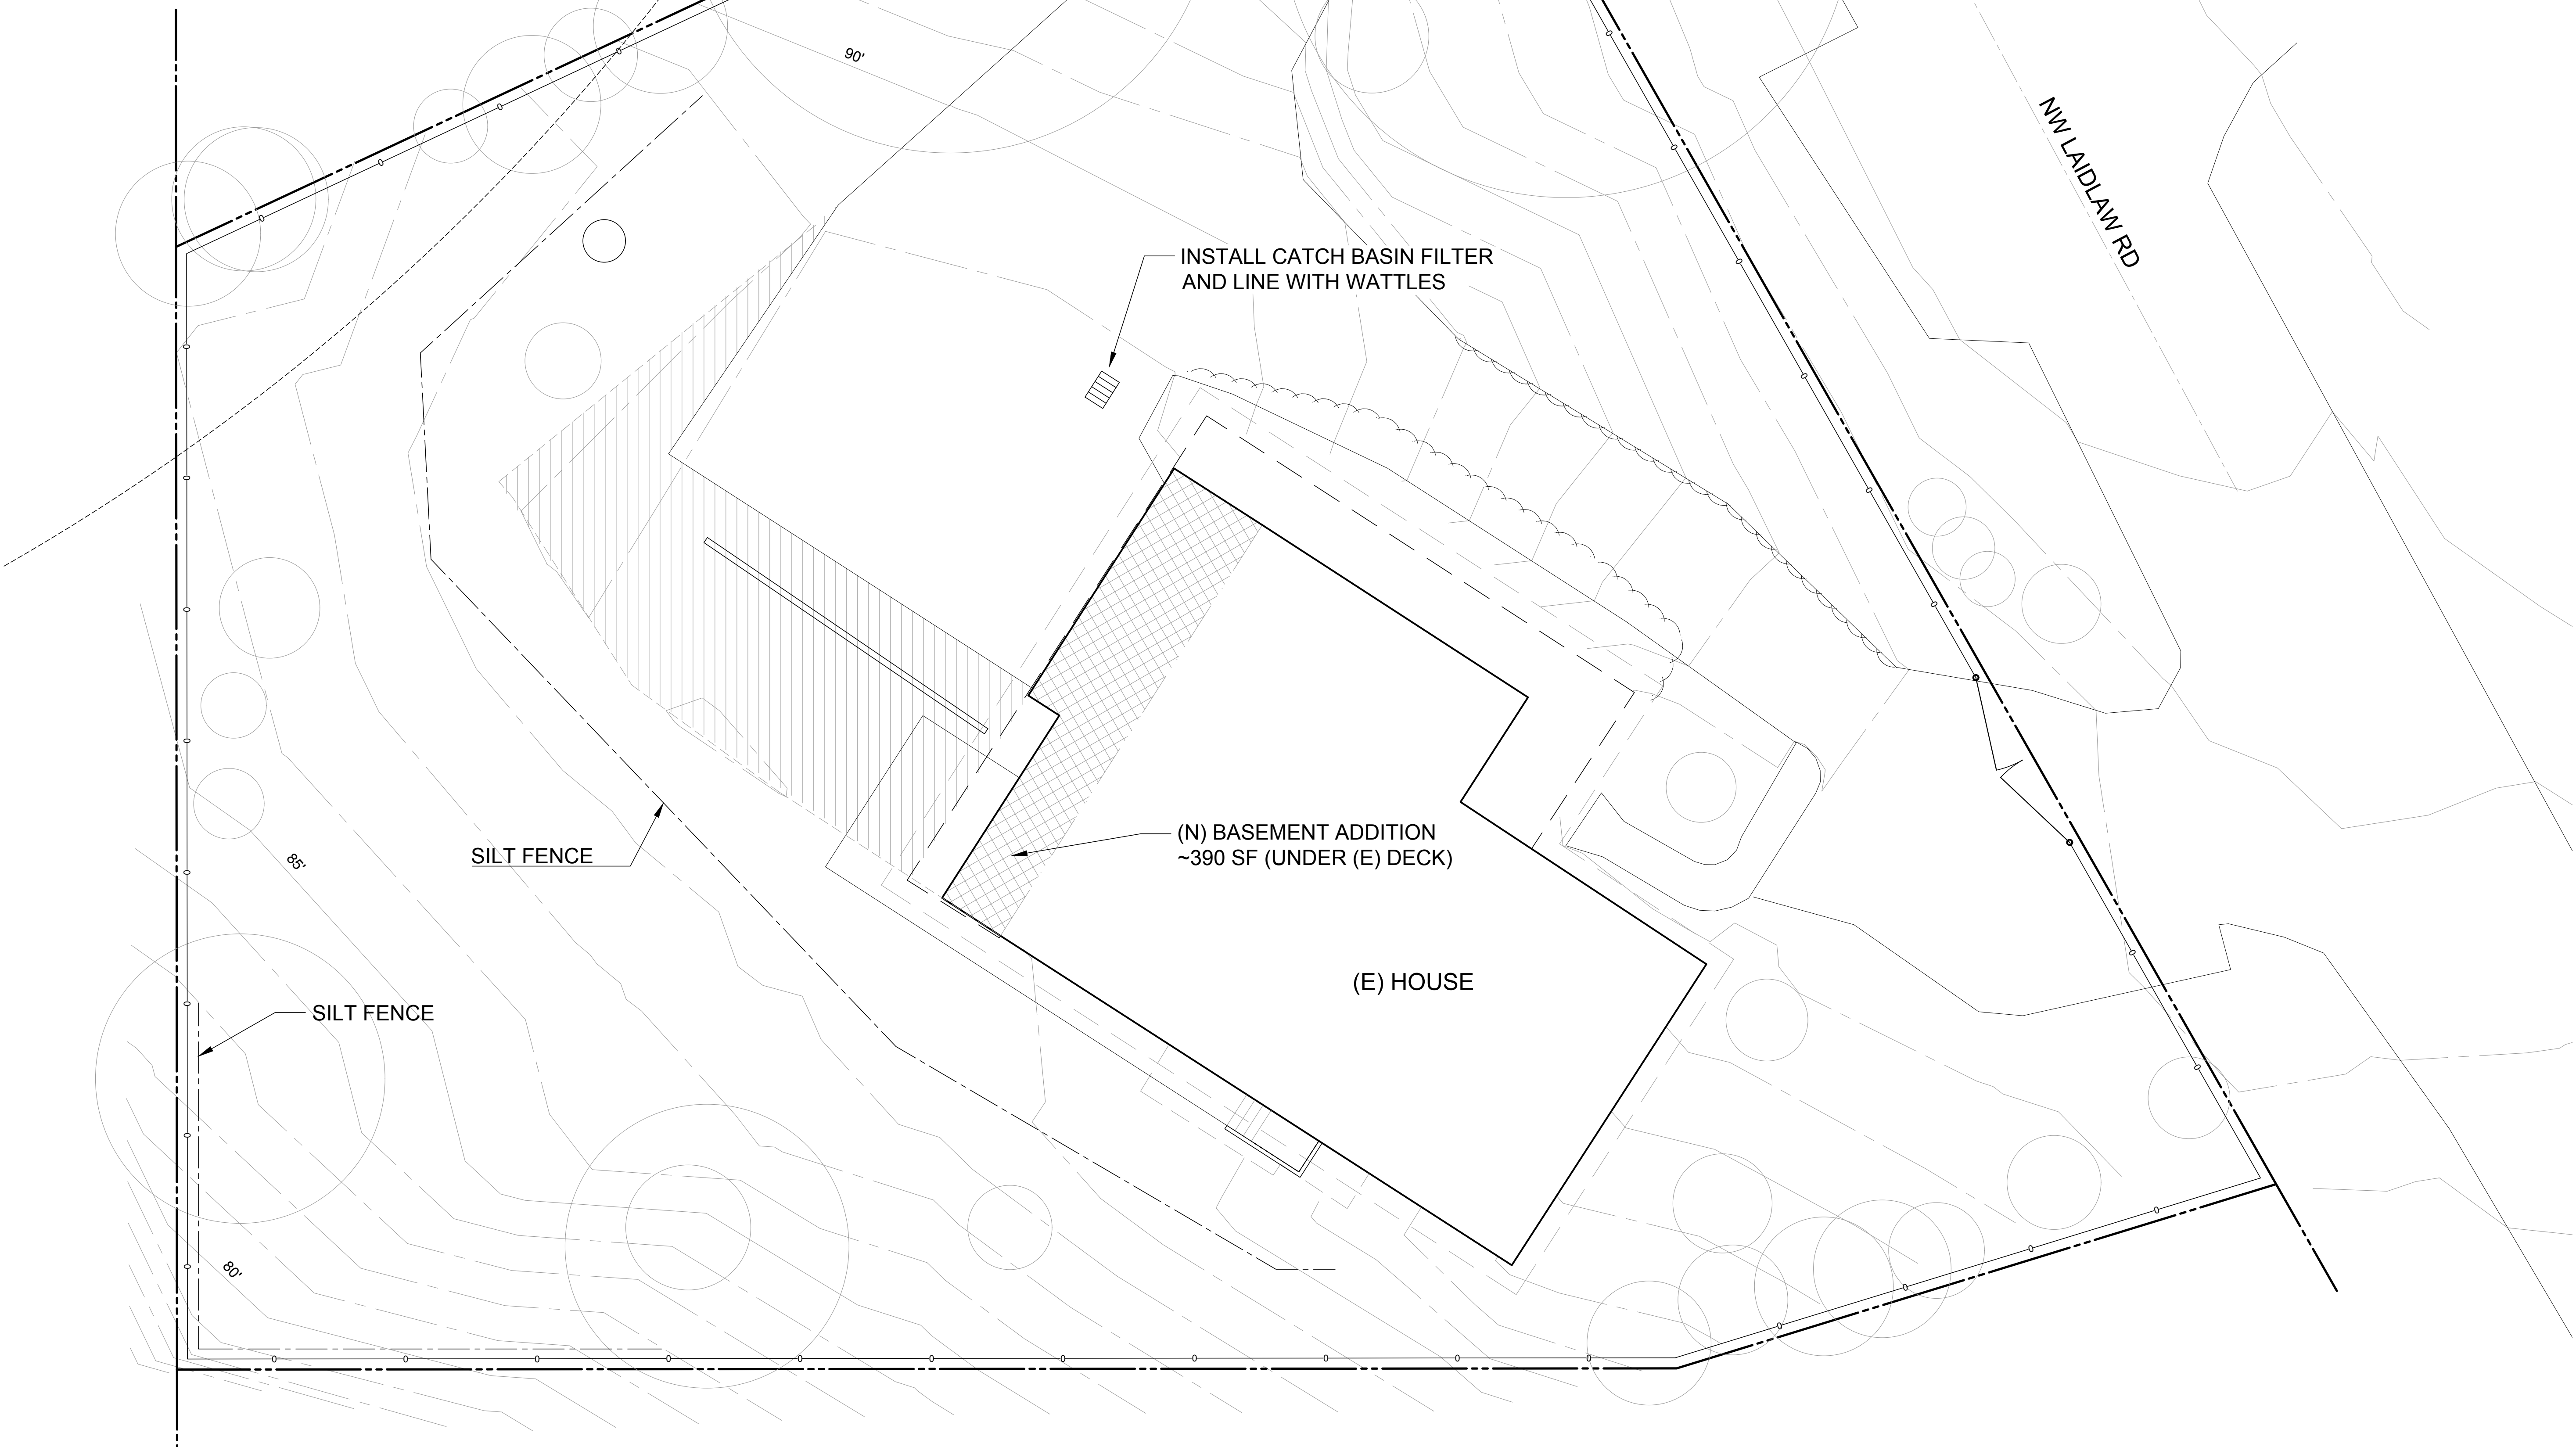 90'
NW LAIDLAW RD
INSTALL CATCH BASIN FILTER
AND LINE WITH WATTLES
(N) BASEMENT ADDITION
~390 SF (UNDER (E) DECK)
SILT FENCE
85'
(E) HOUSE
SILT FENCE
80'